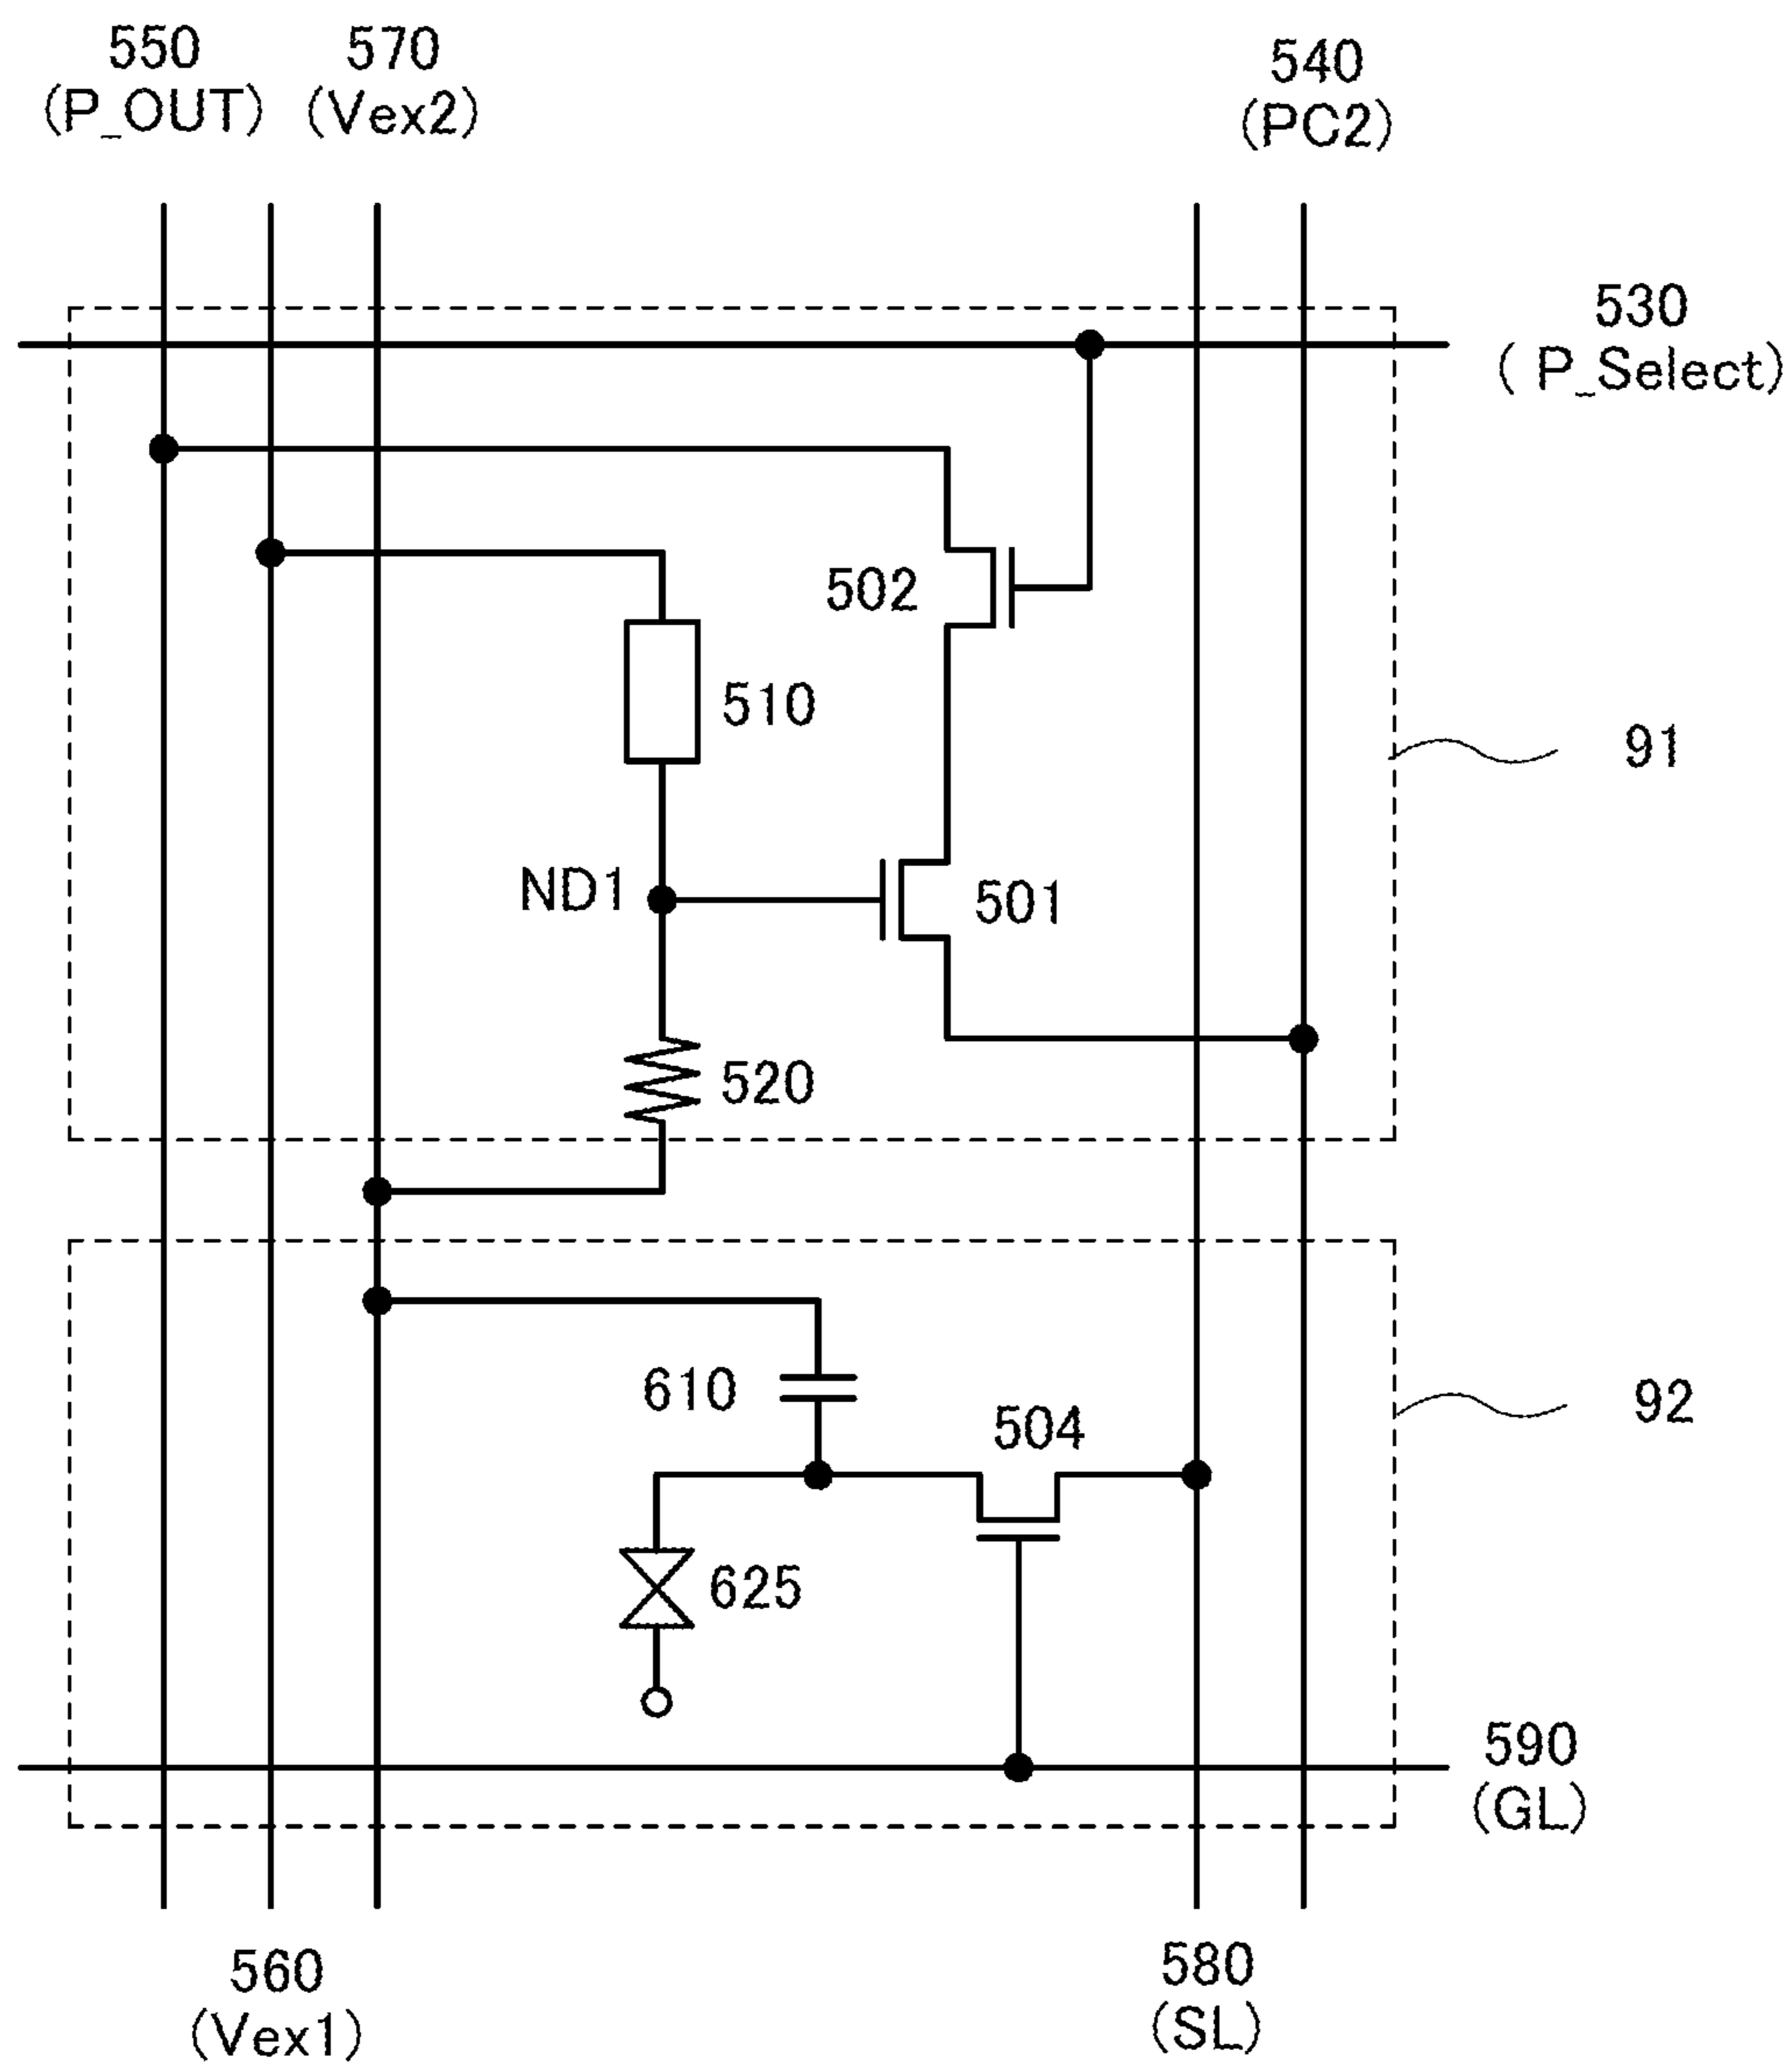 550
(P_OUT)
570
(Vex2)
540
(PC2)
530
( P_Select)
502
510
91
ND1
501
520
610
504
92
625
590
(GL)
560
(Vex1)
580
(SL)